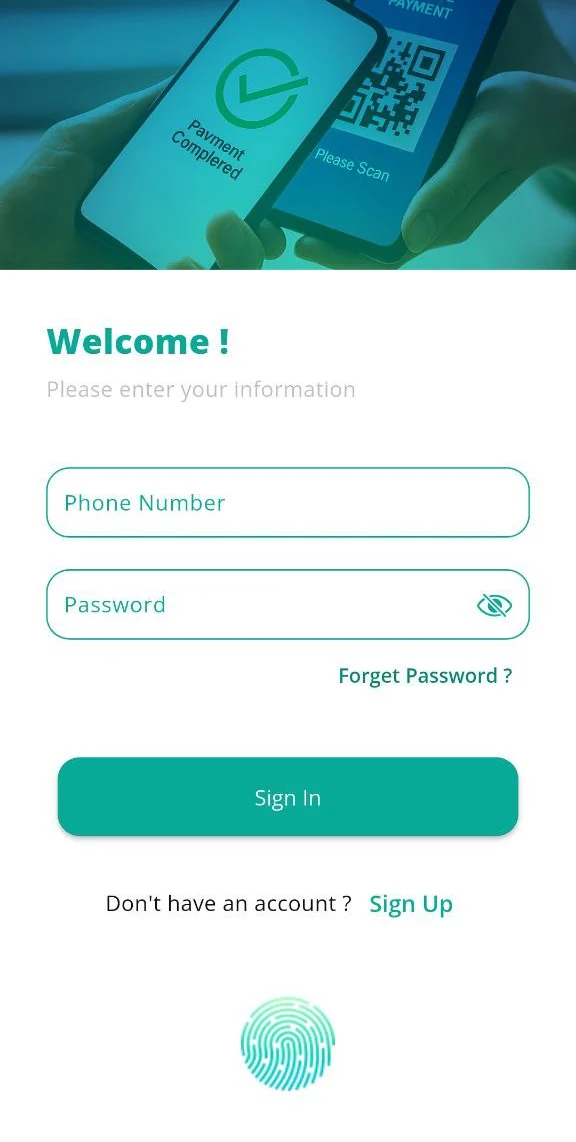 PAYMENT
Payment
Complered
Please Scan
Welcome !
Please enter your information
Phone Number
Password
Forget Password ?
Sign In
Don't have an account ? Sign Up